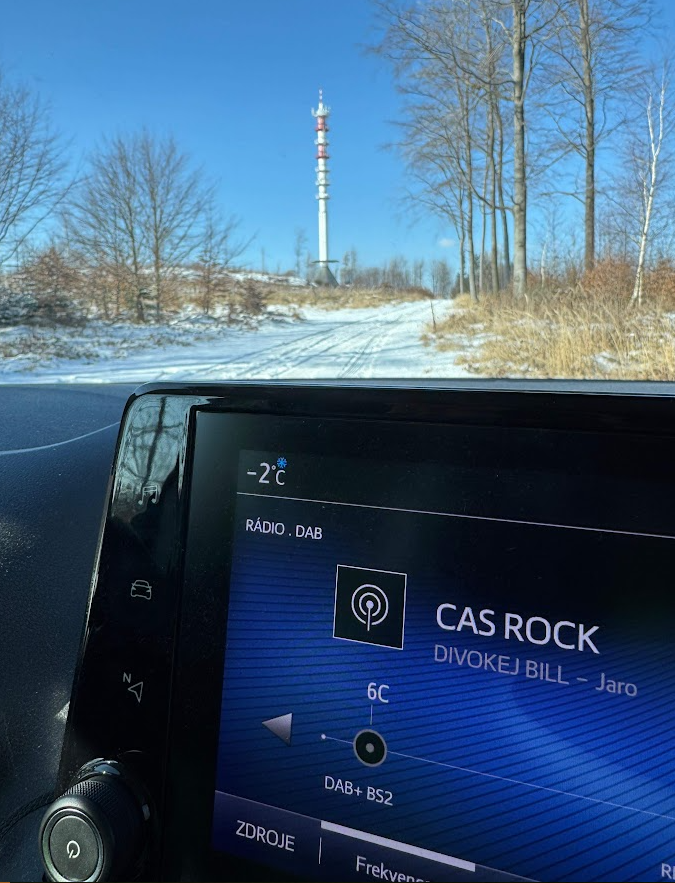 -2°C
RÁDIO . DAB
CAS ROCK
DIVOKEJ BILL - Jaro
N
6C
DAB+ BS2
ZDROJE